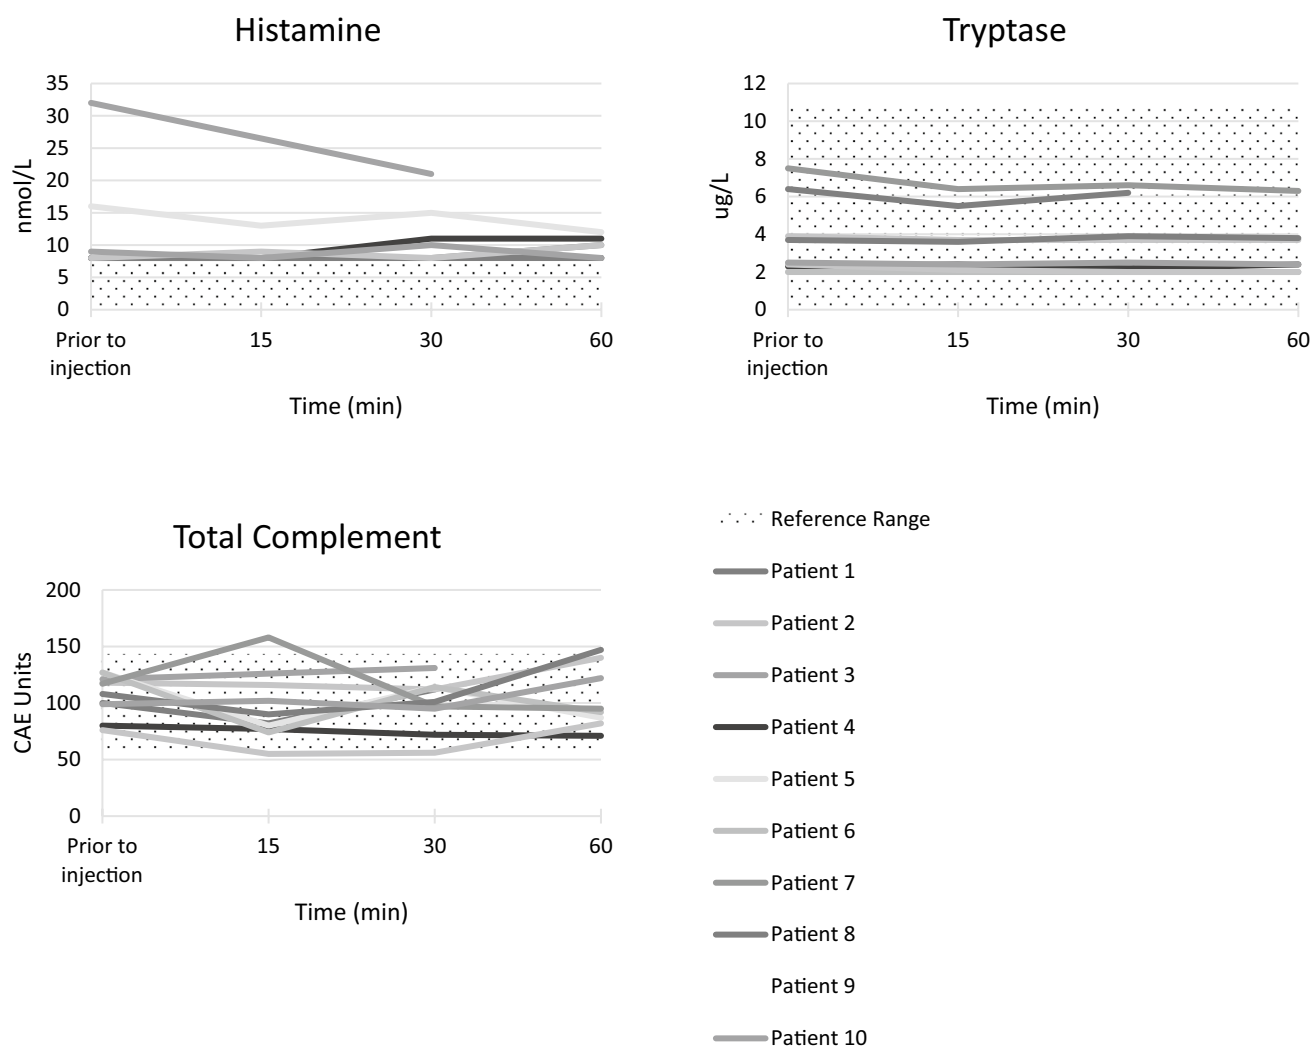 Histamine
35
30
25
20
15
10
5
0
nmol/L
Prior to
injection
15
30
60
Time (min)
Tryptase
12
10
8
6
4
2
0
ug/L
Prior to
injection
15
30
60
Time (min)
Total Complement
200
150
100
50
0
CAE Units
Prior to
injection
15
30
60
Time (min)
Reference Range
Patient 1
Patient 2
Patient 3
Patient 4
Patient 5
Patient 6
Patient 7
Patient 8
Patient 9
Patient 10